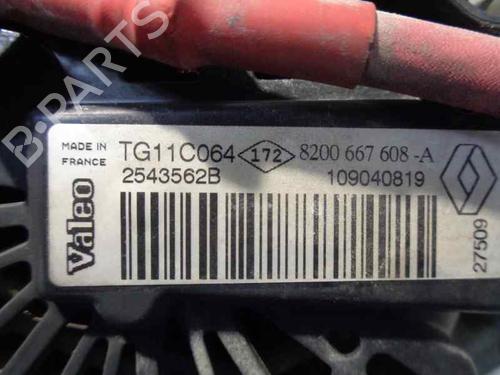 B-PARTS
MADE IN
FRANCE
TG11C064 172 8200 667 608 -A
2543562B 109040819
Valeo
27509